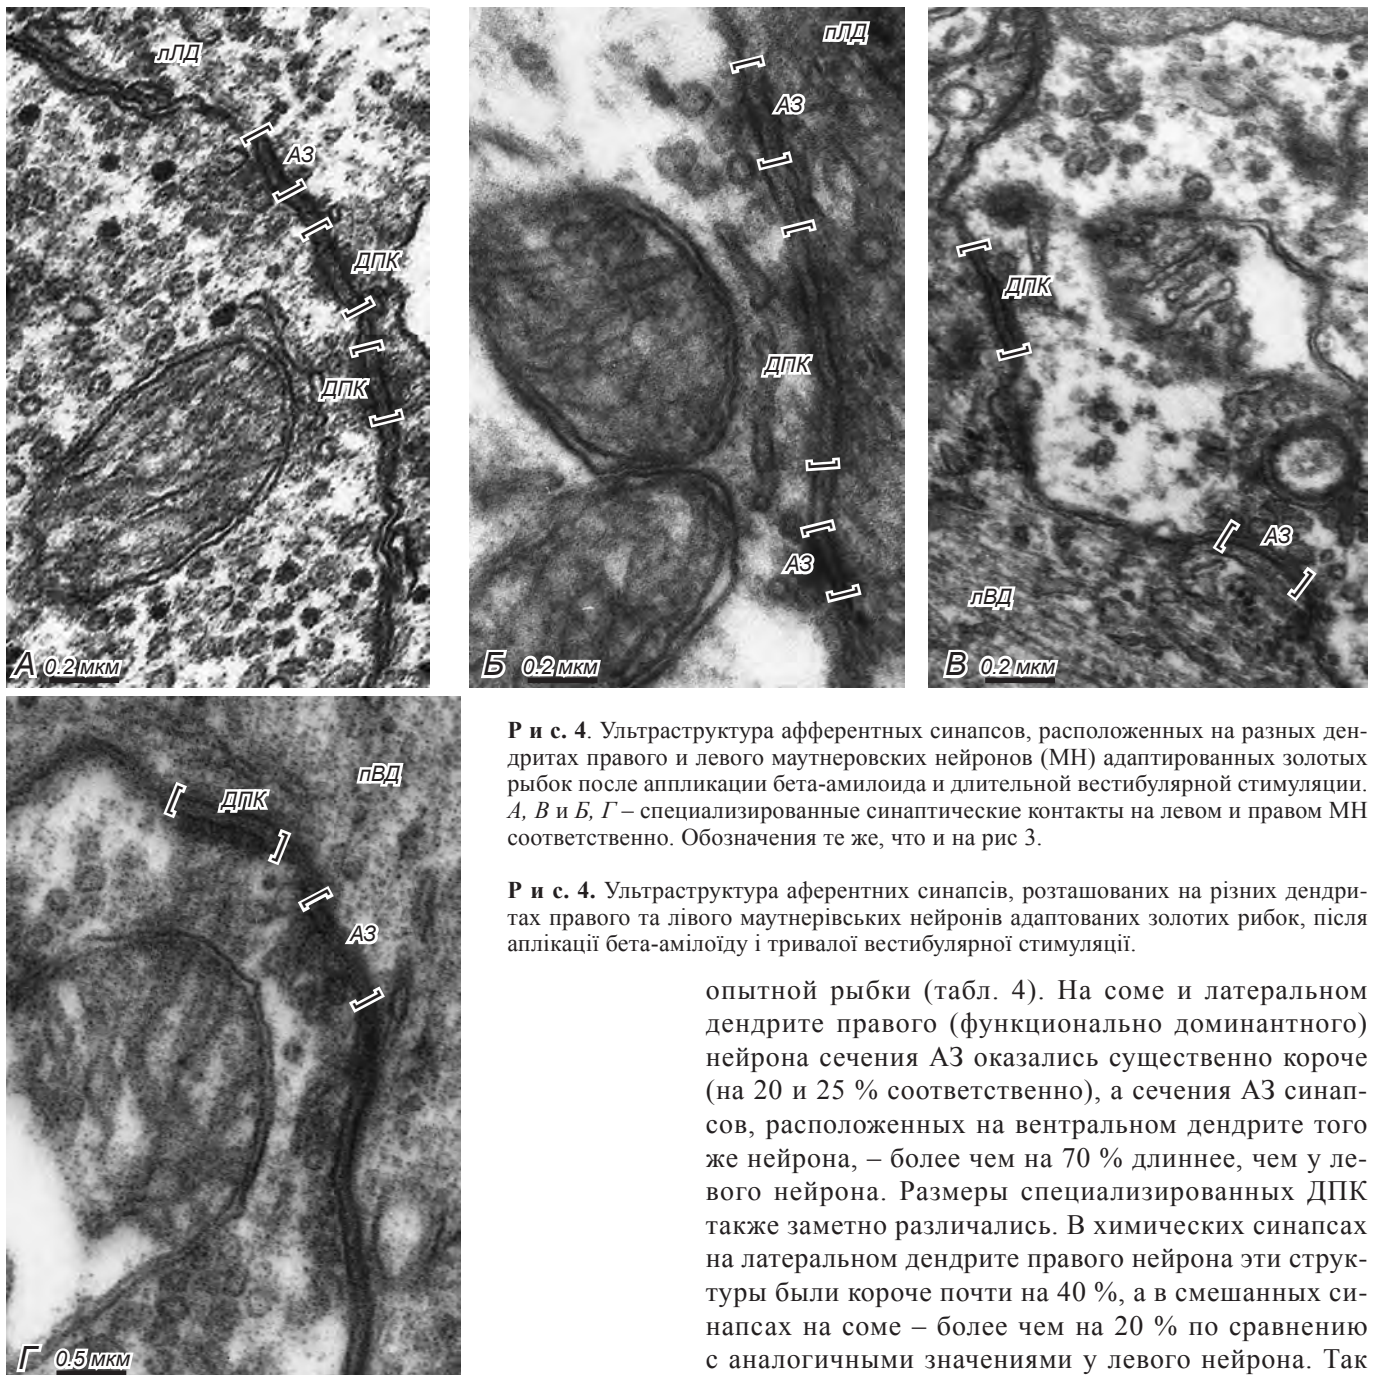 лЛД
АЗ
ДПК
ДПК
А 0.2 мкм
пЛД
АЗ
ДПК
АЗ
Б 0.2 мкм
ДПК
АЗ
лВД
В 0.2 мкм
пВД
ДПК
АЗ
Г 0.5 мкм
Р и с. 4. Ультраструктура афферентных синапсов, расположенных на разных ден-
дритах правого и левого маутнеровских нейронов (МН) адаптированных золотых
рыбок после аппликации бета-амилоида и длительной вестибулярной стимуляции.
А, В и Б, Г – специализированные синаптические контакты на левом и правом МН
соответственно. Обозначения те же, что и на рис 3.
Р и с. 4. Ультраструктура аферентних синапсів, розташованих на різних дендри-
тах правого та лівого маутнерівських нейронів адаптованих золотих рибок, після
аплікації бета-амілоїду і тривалої вестибулярної стимуляції.
опытной рыбки (табл. 4). На соме и латеральном
дендрите правого (функционально доминантного)
нейрона сечения АЗ оказались существенно короче
(на 20 и 25 % соответственно), а сечения АЗ синап-
сов, расположенных на вентральном дендрите того
же нейрона, – более чем на 70 % длиннее, чем у ле-
вого нейрона. Размеры специализированных ДПК
также заметно различались. В химических синапсах
на латеральном дендрите правого нейрона эти струк-
туры были короче почти на 40 %, а в смешанных си-
напсах на соме – более чем на 20 % по сравнению
с аналогичными значениями у левого нейрона. Так